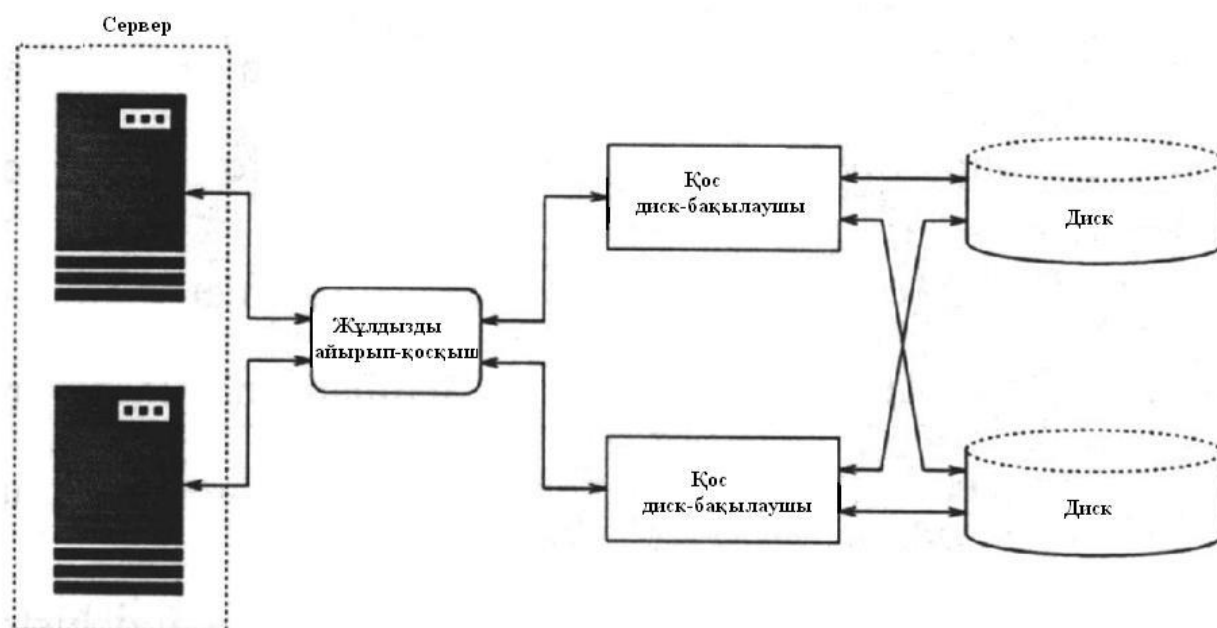 Сервер
Қос
диск-бақылаушы
Диск
Жұлдызды
айырып-қосқыш
Қос
диск-бақылаушы
Диск